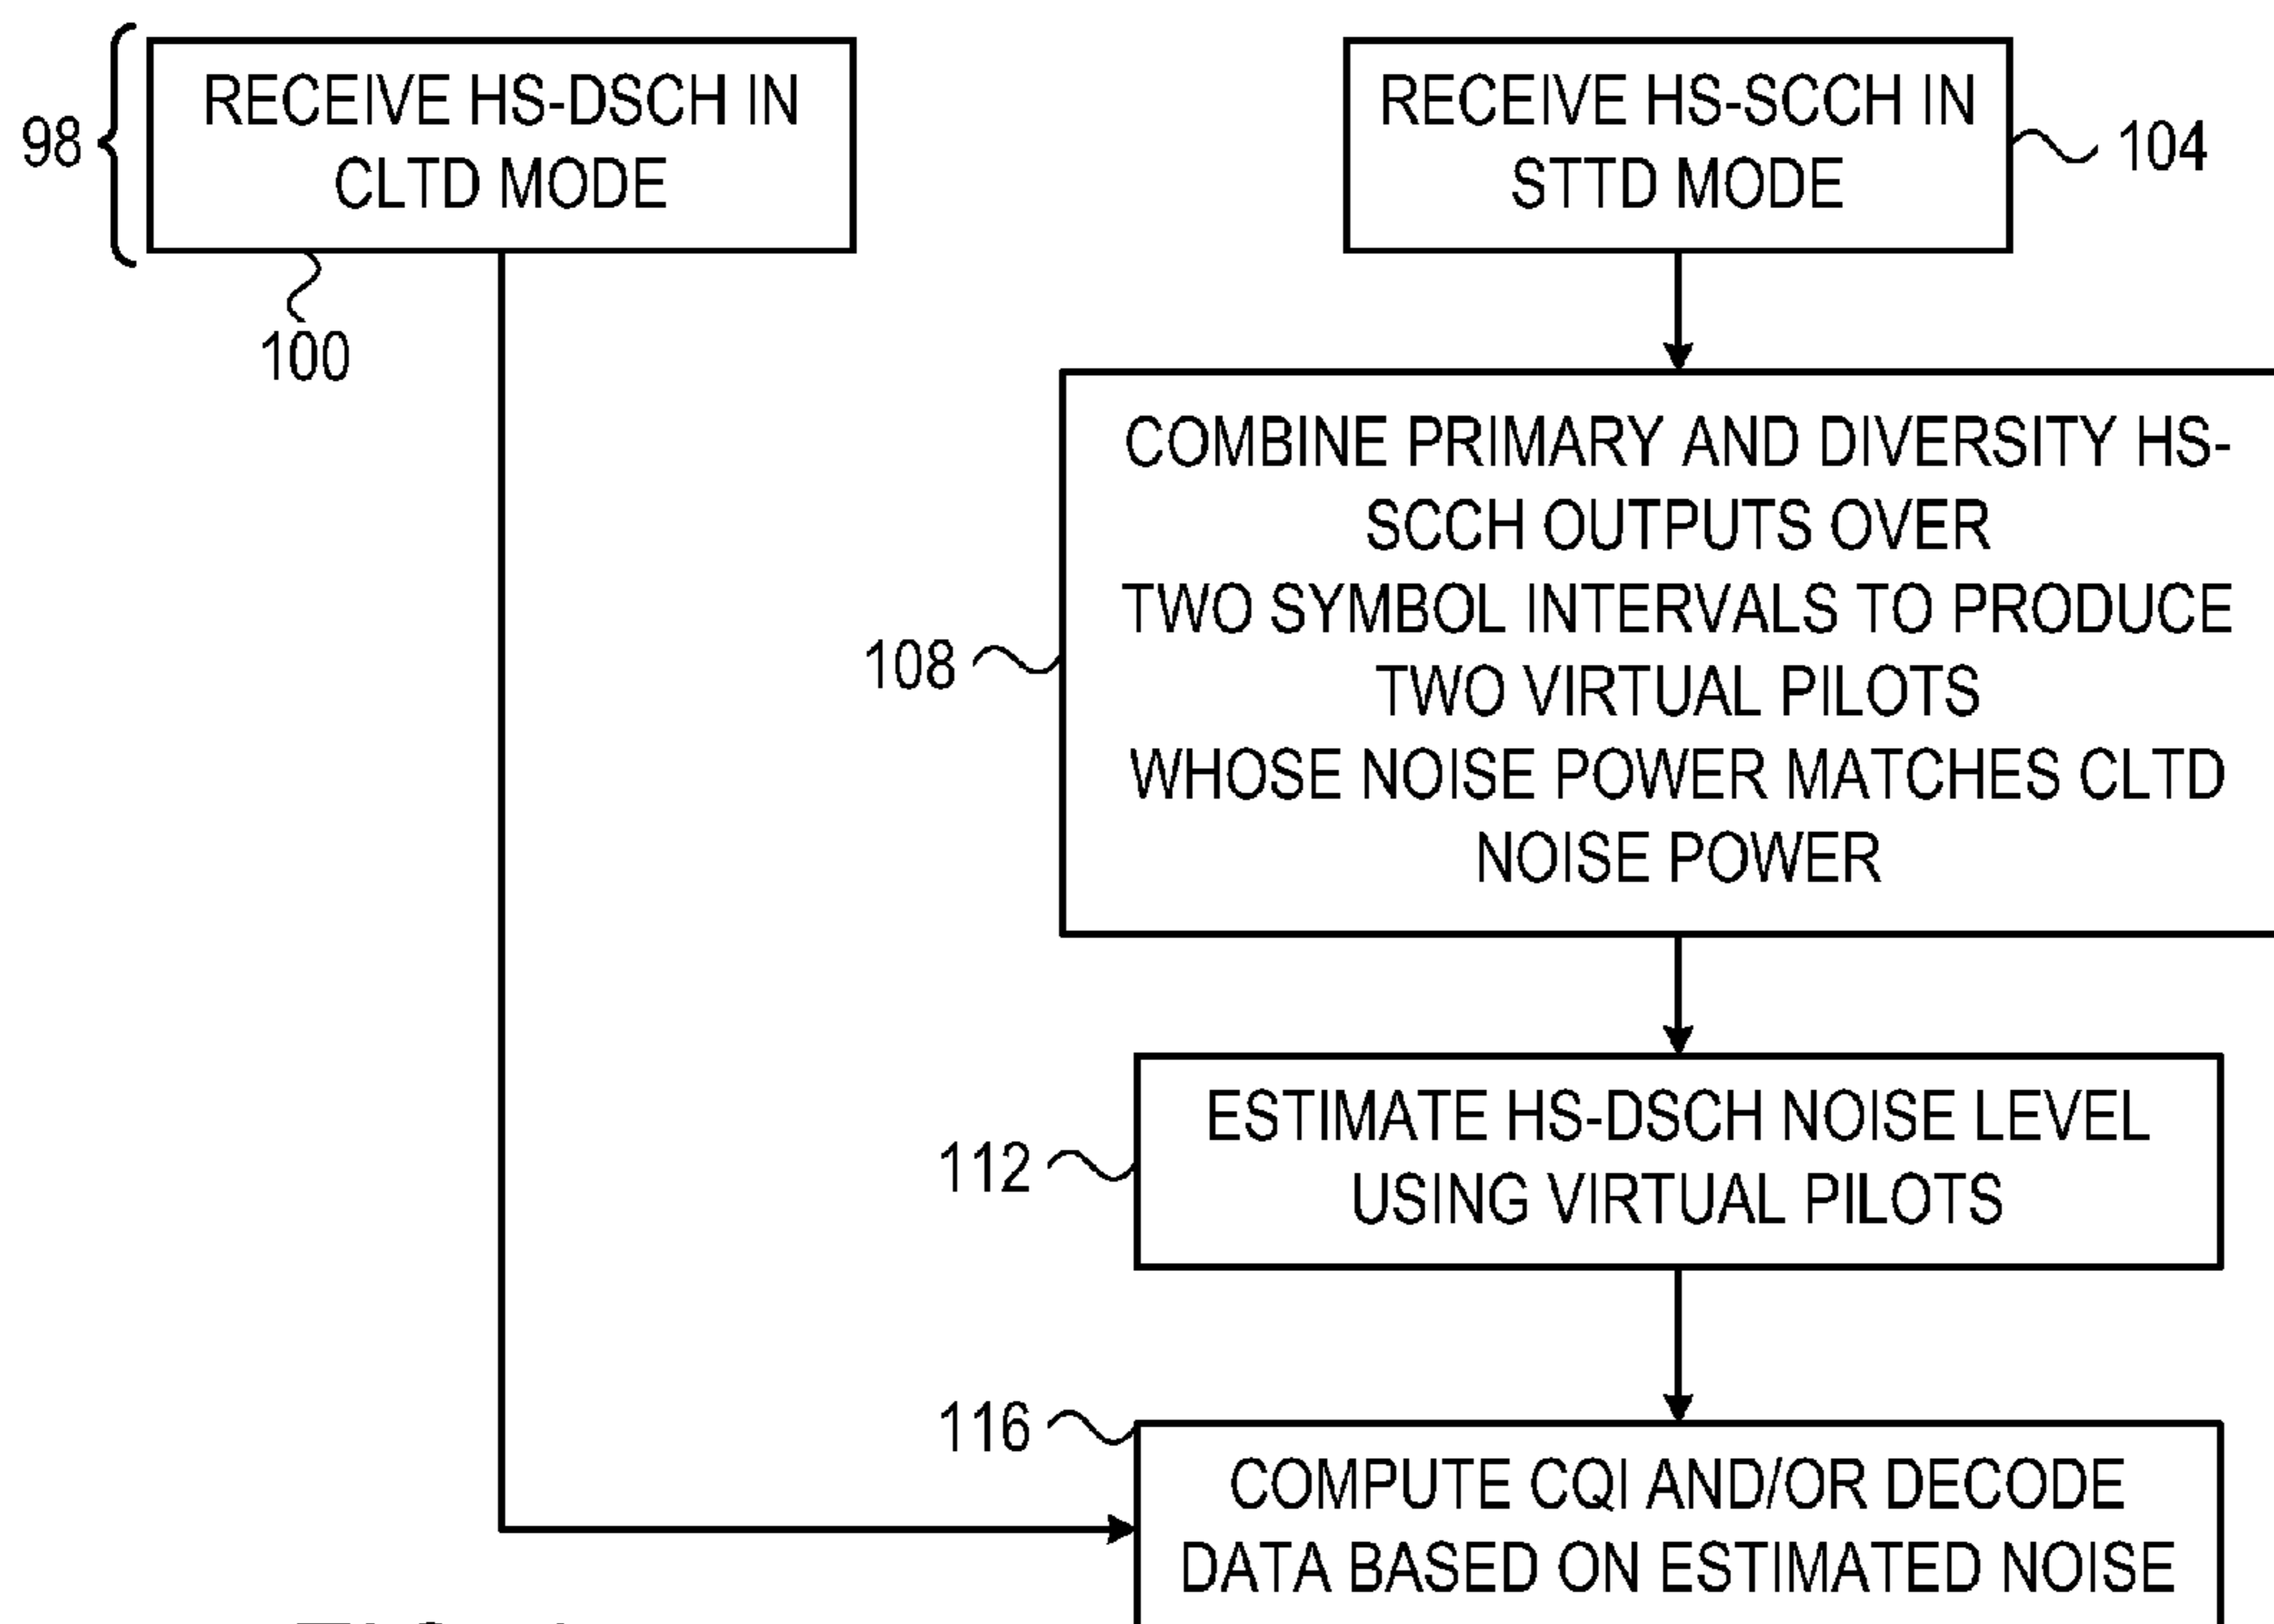 98
RECEIVE HS-DSCH IN
CLTD MODE
100
RECEIVE HS-SCCH IN
STTD MODE
104
COMBINE PRIMARY AND DIVERSITY HS-
SCCH OUTPUTS OVER
TWO SYMBOL INTERVALS TO PRODUCE
TWO VIRTUAL PILOTS
WHOSE NOISE POWER MATCHES CLTD
NOISE POWER
108
ESTIMATE HS-DSCH NOISE LEVEL
USING VIRTUAL PILOTS
112
116
COMPUTE CQI AND/OR DECODE
DATA BASED ON ESTIMATED NOISE